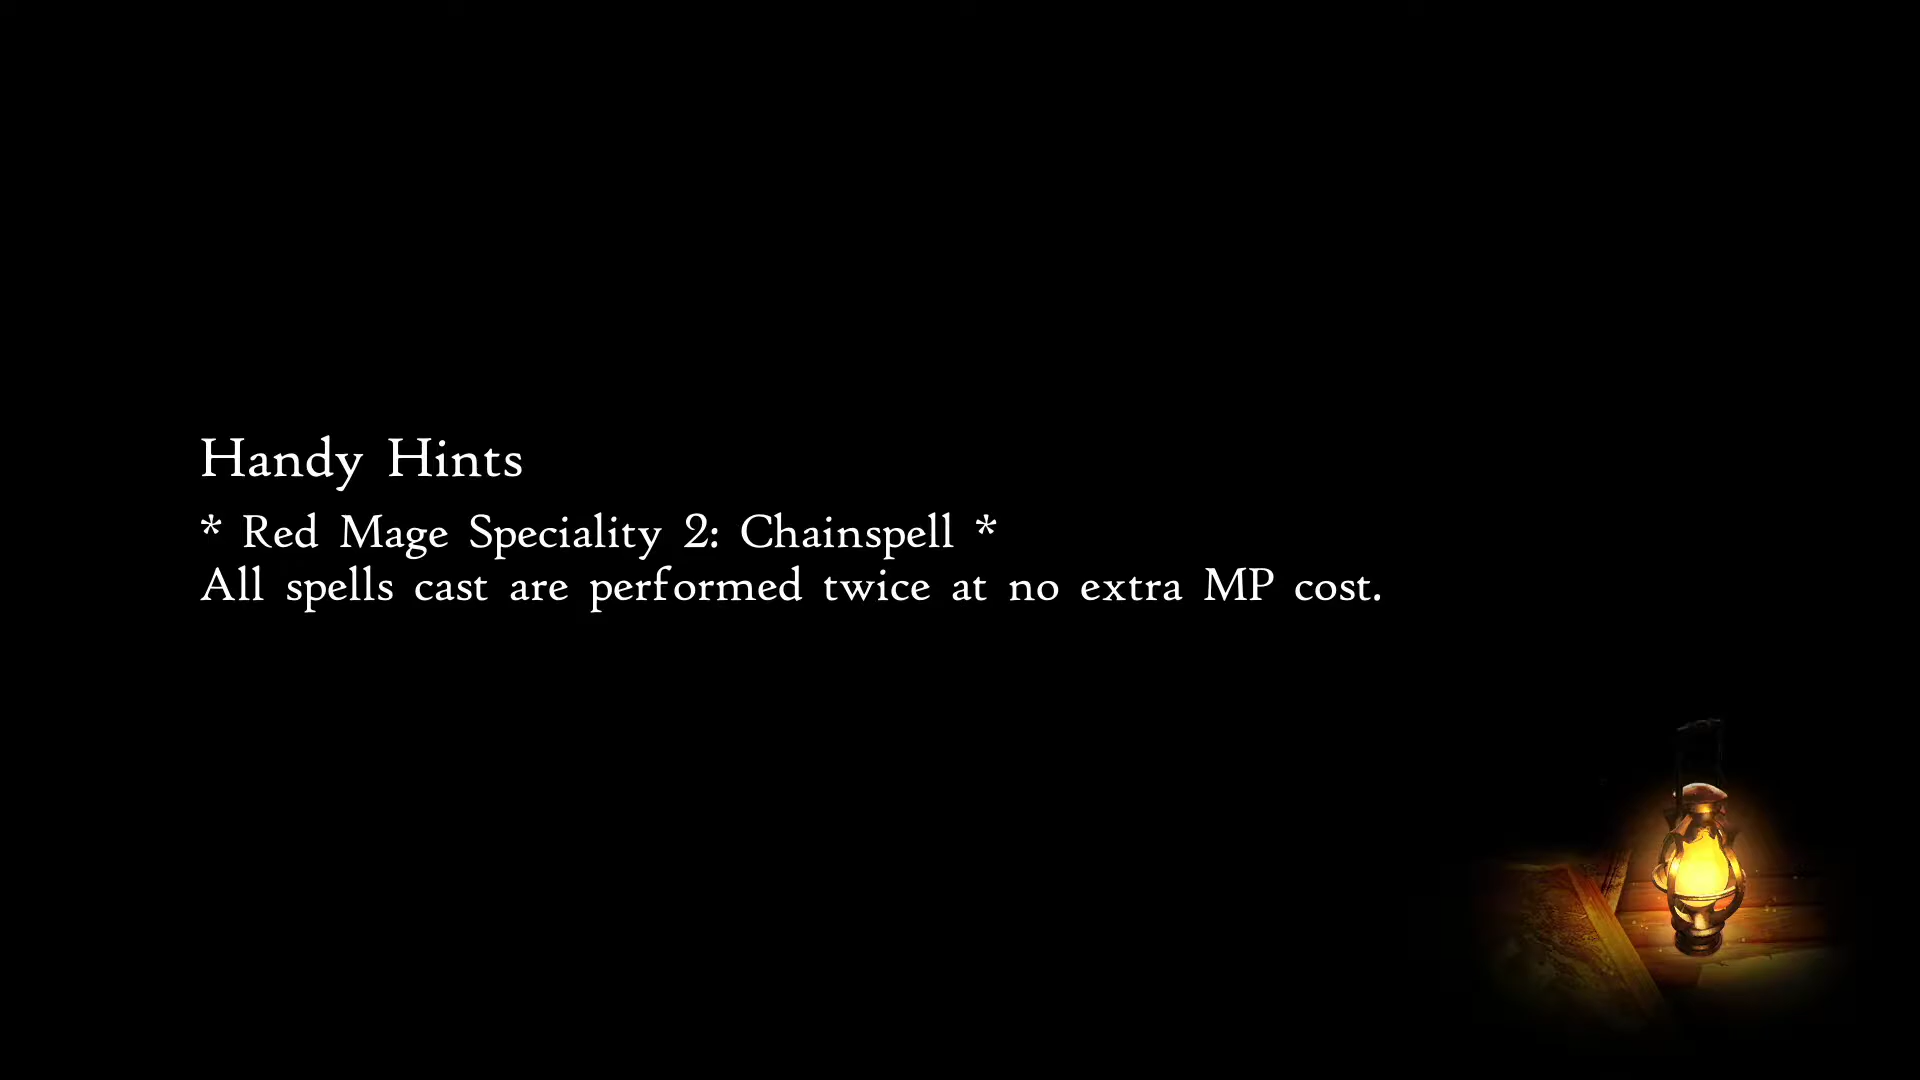 Handy Hints
* Red Mage Speciality 2: Chainspell *
All spells cast are performed twice at no extra MP cost.